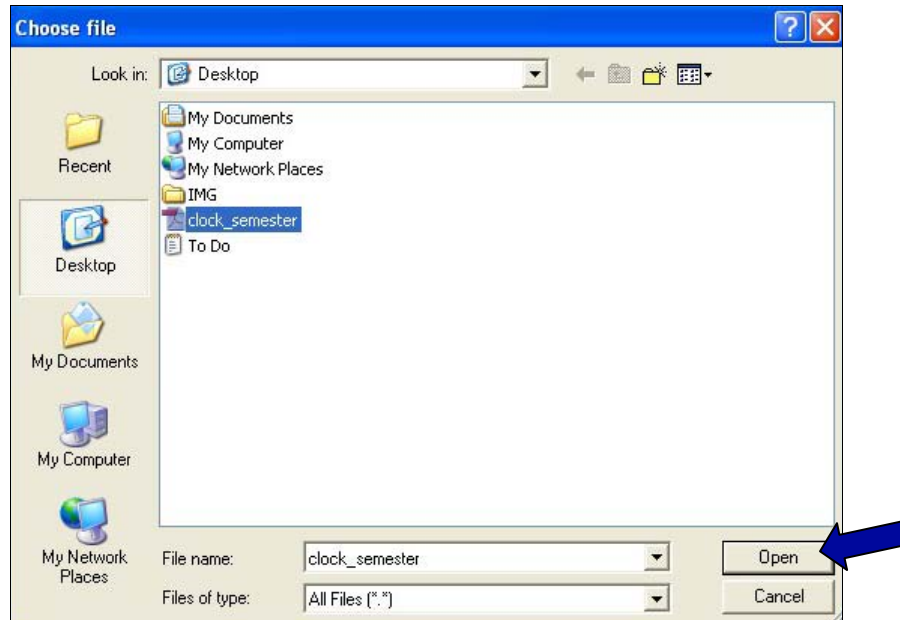 Choose file
Look in: Desktop
My Documents
My Computer
My Network Places
IMG
clock_semester
To Do
Recent
Desktop
My Documents
My Computer
My Network
Places
File name: clock_semester Open
Files of type: All Files (*.*) Cancel